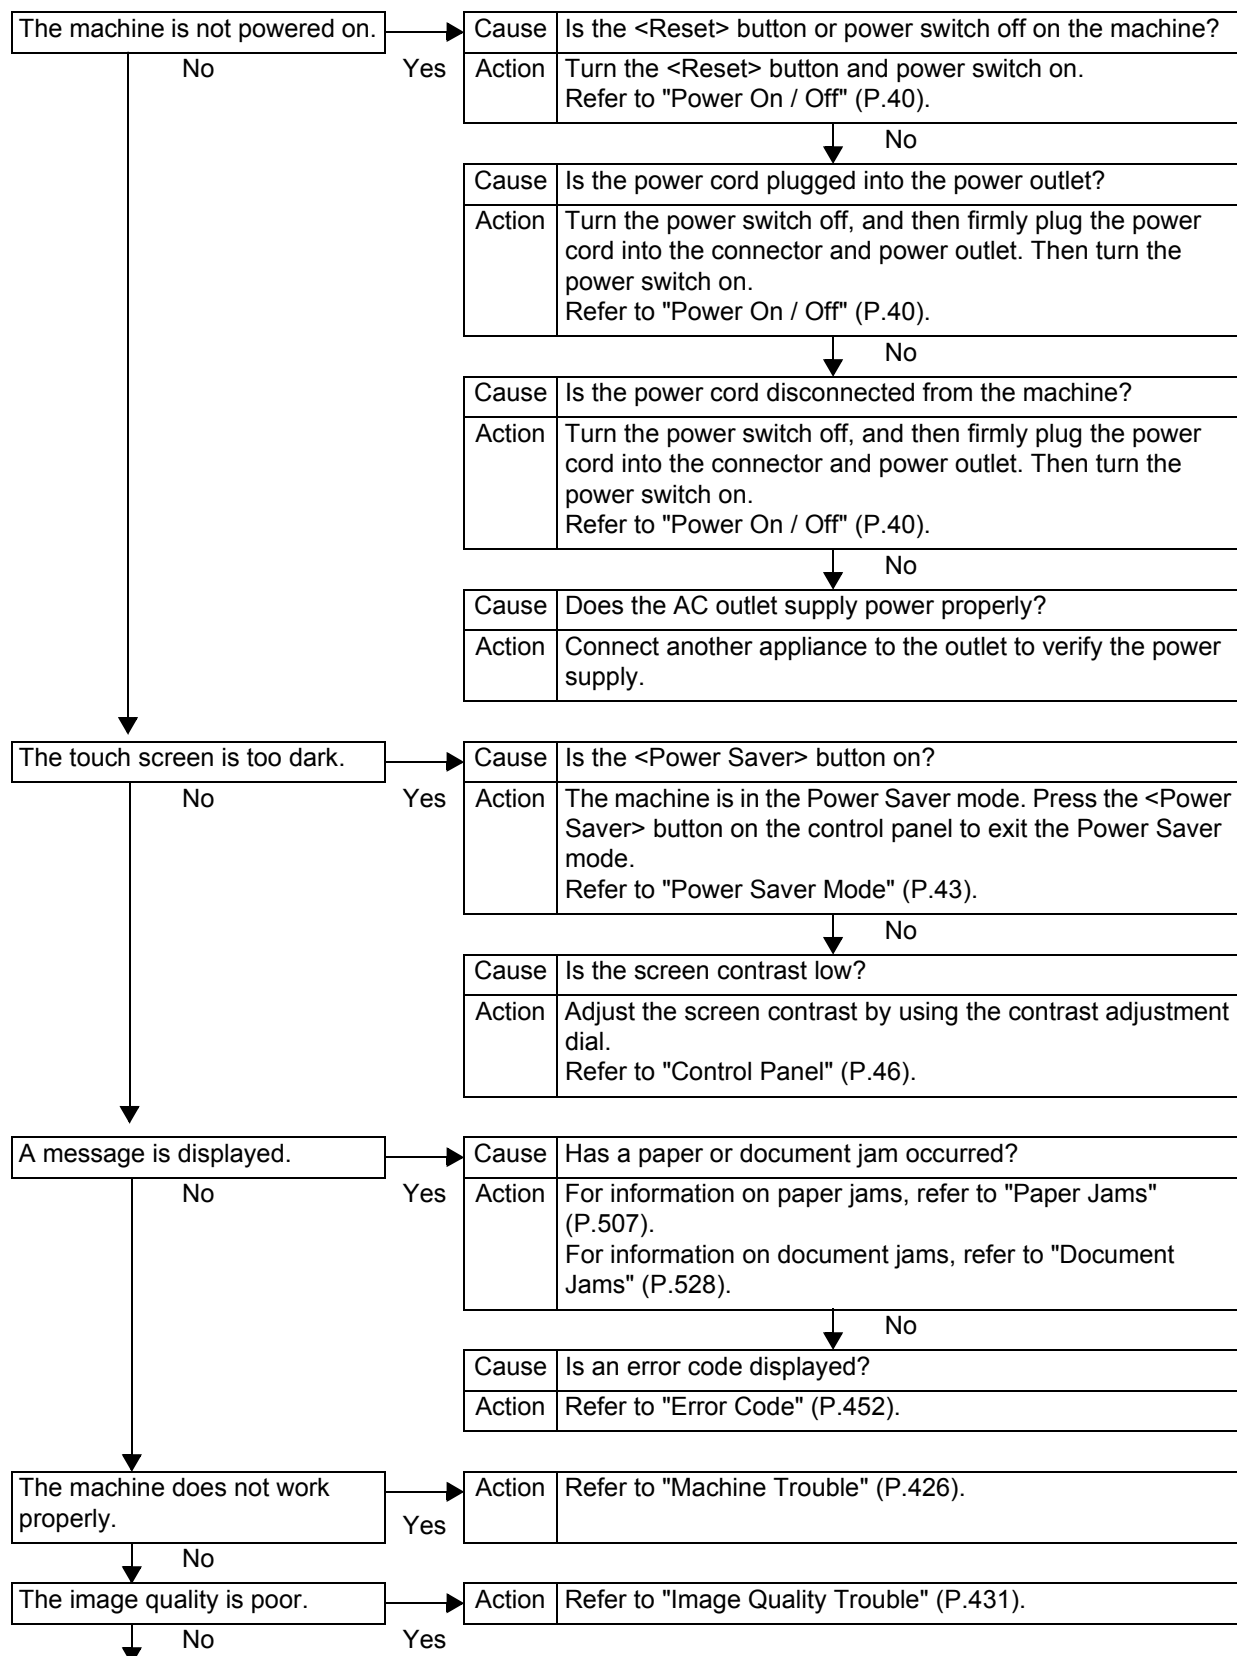 The machine is not powered on.
No
Yes
Cause
Is the <Reset> button or power switch off on the machine?
Action
Turn the <Reset> button and power switch on.
Refer to "Power On / Off" (P.40).
No
Cause
Is the power cord plugged into the power outlet?
Action
Turn the power switch off, and then firmly plug the power
cord into the connector and power outlet. Then turn the
power switch on.
Refer to "Power On / Off" (P.40).
No
Cause
Is the power cord disconnected from the machine?
Action
Turn the power switch off, and then firmly plug the power
cord into the connector and power outlet. Then turn the
power switch on.
Refer to "Power On / Off" (P.40).
No
Cause
Does the AC outlet supply power properly?
Action
Connect another appliance to the outlet to verify the power
supply.
The touch screen is too dark.
No
Yes
Cause
Is the <Power Saver> button on?
Action
The machine is in the Power Saver mode. Press the <Power
Saver> button on the control panel to exit the Power Saver
mode.
Refer to "Power Saver Mode" (P.43).
No
Cause
Is the screen contrast low?
Action
Adjust the screen contrast by using the contrast adjustment
dial.
Refer to "Control Panel" (P.46).
A message is displayed.
No
Yes
Cause
Has a paper or document jam occurred?
Action
For information on paper jams, refer to "Paper Jams"
(P.507).
For information on document jams, refer to "Document
Jams" (P.528).
No
Cause
Is an error code displayed?
Action
Refer to "Error Code" (P.452).
The machine does not work
properly.
No
Yes
Action
Refer to "Machine Trouble" (P.426).
The image quality is poor.
No
Yes
Action
Refer to "Image Quality Trouble" (P.431).